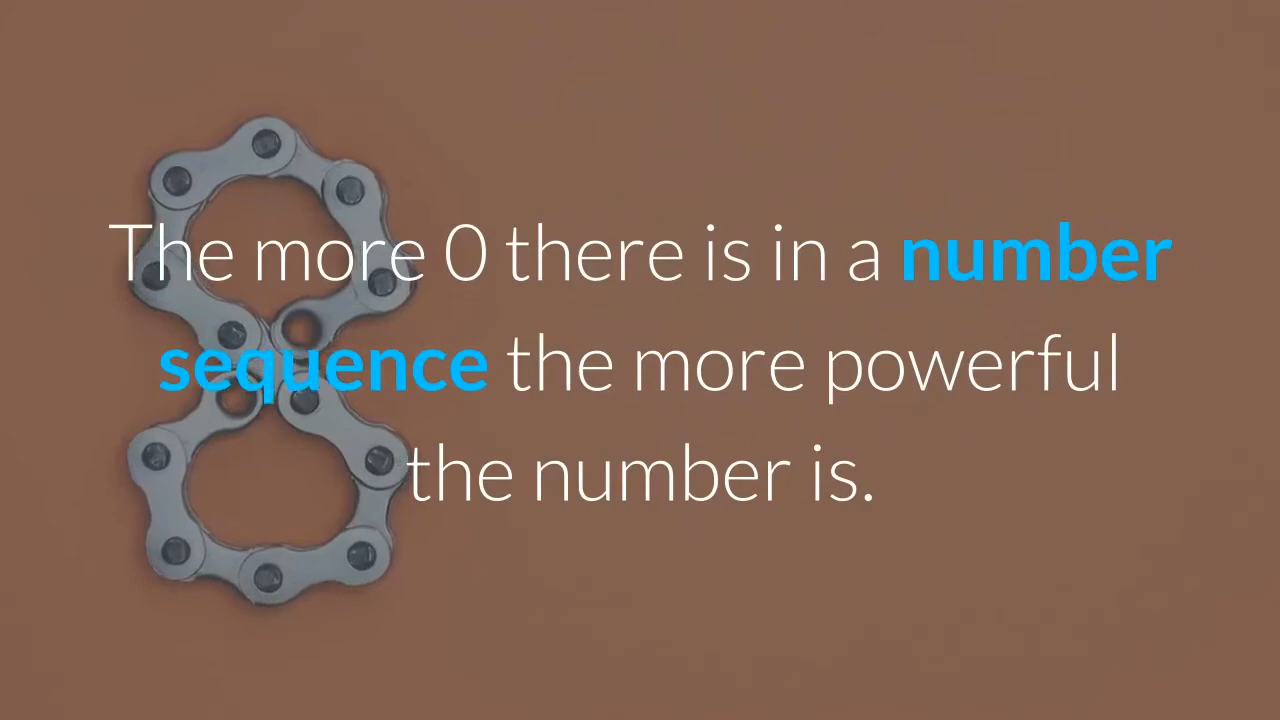 The more 0 there is in a number
sequence the more powerful
the number is.